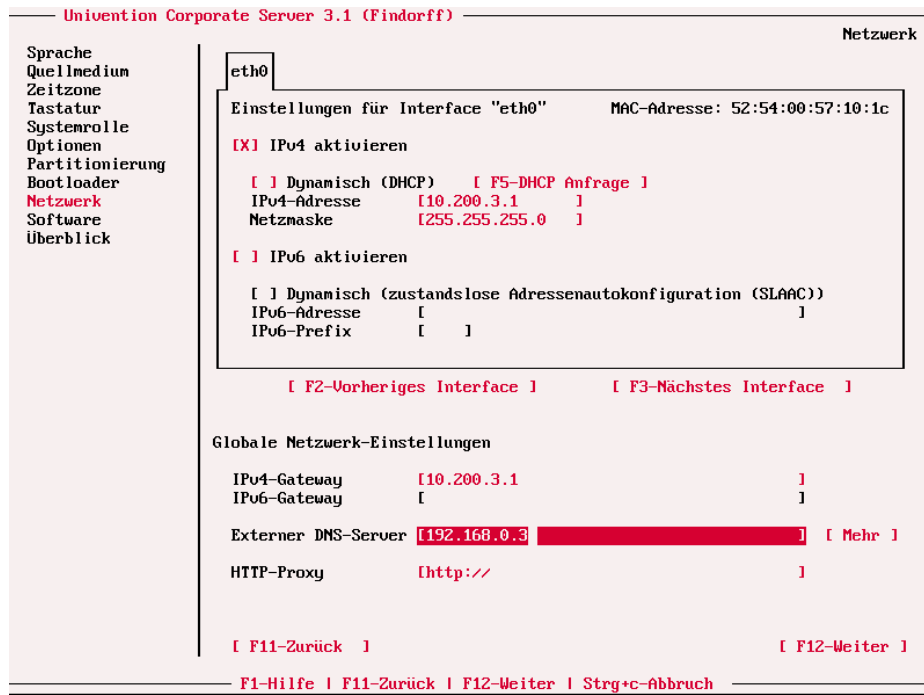 Univention Corporate Server 3.1 (Findorff)
Netzwerk
Sprache
Quellmedium
Zeitzone
Tastatur
Systemrolle
Optionen
Partitionierung
Bootloader
Netzwerk
Software
Überblick
eth0
Einstellungen für Interface "eth0" MAC-Adresse: 52:54:00:57:10:1c
[X] IPv4 aktivieren
[ ] Dynamisch (DHCP) [ F5-DHCP Anfrage ]
IPv4-Adresse [10.200.3.1 ]
Netzmaske [255.255.255.0 ]
[ ] IPv6 aktivieren
[ ] Dynamisch (zustandslose Adressenautokonfiguration (SLAAC))
IPv6-Adresse [ ]
IPv6-Prefix [ ]
[ F2-Vorheriges Interface ] [ F3-Nächstes Interface ]
Globale Netzwerk-Einstellungen
IPv4-Gateway [10.200.3.1 ]
IPv6-Gateway [ ]
Externer DNS-Server [192.168.0.3 ] [ Mehr ]
HTTP-Proxy [http:// ]
[ F11-Zurück ] [ F12-Weiter ]
F1-Hilfe | F11-Zurück | F12-Weiter | Strg+c-Abbruch